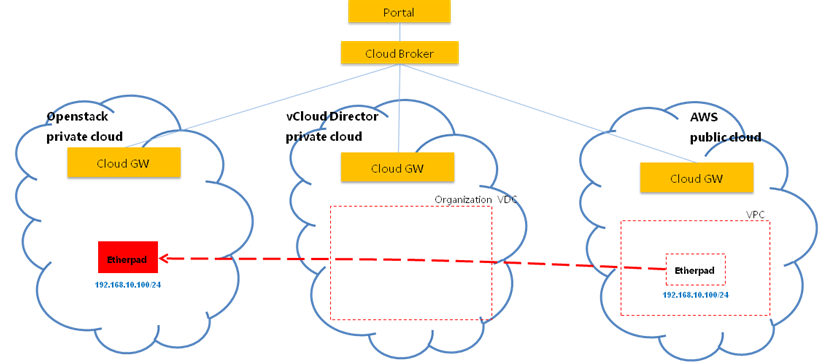 Portal
Cloud Broker
Openstack
private cloud
vCloud Director
private cloud
AWS
public cloud
Cloud GW
Cloud GW
Cloud GW
Organization VDC
VPC
Etherpad
192.168.10.100/24
Etherpad
192.168.10.100/24